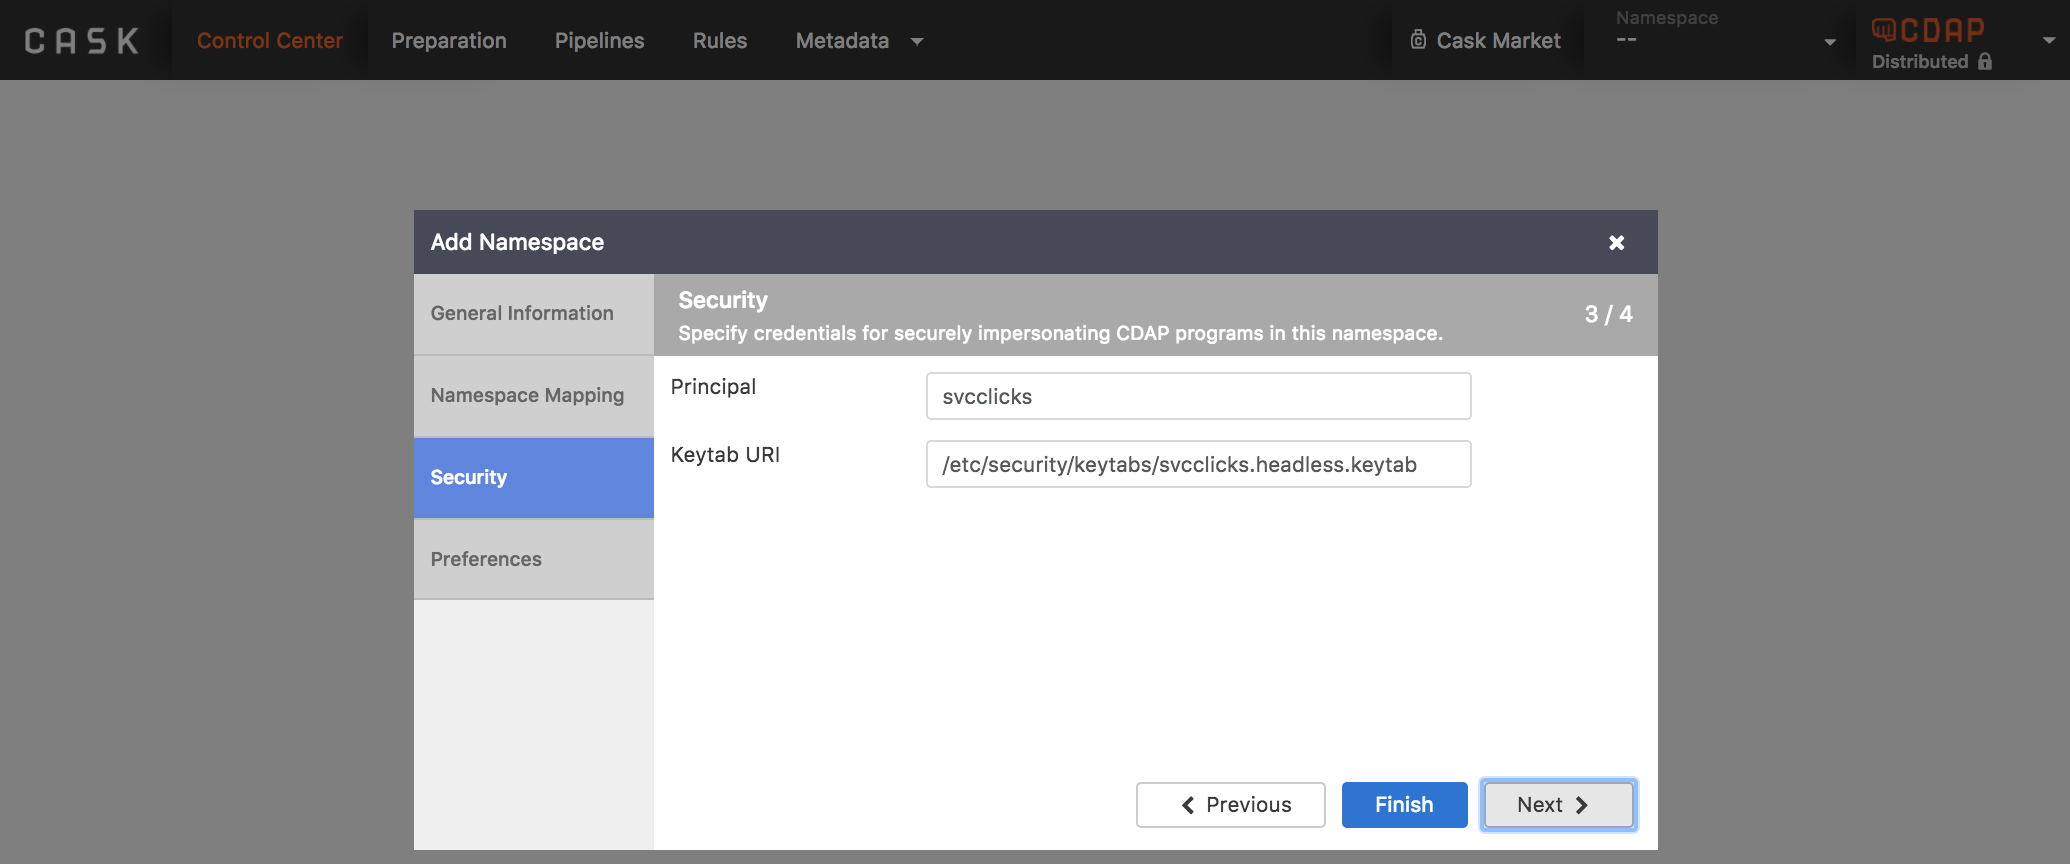 CASK
Control Center
Preparation
Pipelines
Rules
Metadata
Cask Market
Namespace
--
CDAP
Distributed
Add Namespace
General Information
Namespace Mapping
Security
Preferences
Security
Specify credentials for securely impersonating CDAP programs in this namespace.
3 / 4
Principal
svcclicks
Keytab URI
/etc/security/keytabs/svcclicks.headless.keytab
Previous
Finish
Next